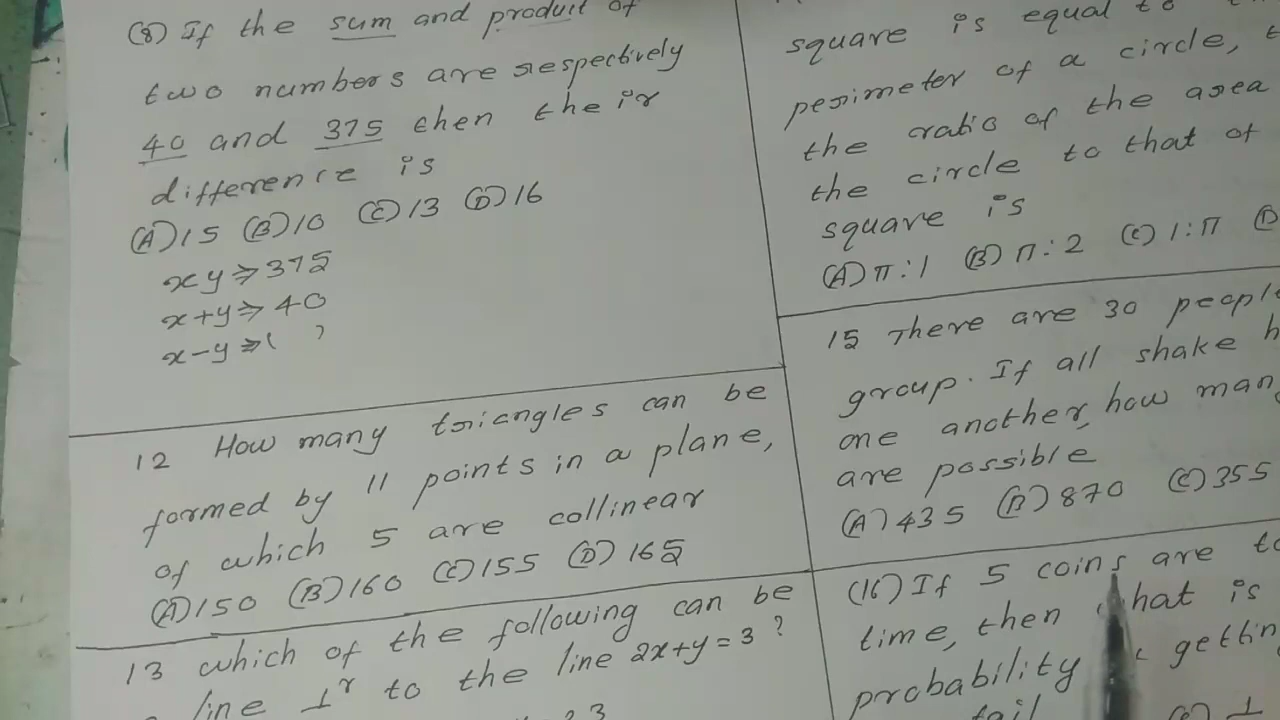 (8) If the sum and product of
two numbers are respectively
40 and 375 then their
difference is
(A) 15 (B) 10 (C) 13 (D) 16
xy ⇒ 375
x+y ⇒ 40
x-y ⇒ ( )
12 How many triangles can be
formed by 11 points in a plane,
of which 5 are collinear
(A) 150 (B) 160 (C) 155 (D) 165
13 which of the following can be
line ⊥r to the line 2x+y=3?
square is equal to
perimeter of a circle,
the ratio of the area
the circle to that of
square is
(A) π:1 (B) π:2 (C) 1:π
15 There are 30 people
group. If all shake
one another, how man
are possible
(A) 435 (B) 870 (C) 355
(16) If 5 coins are to
time, then what is
probability gettin
tail